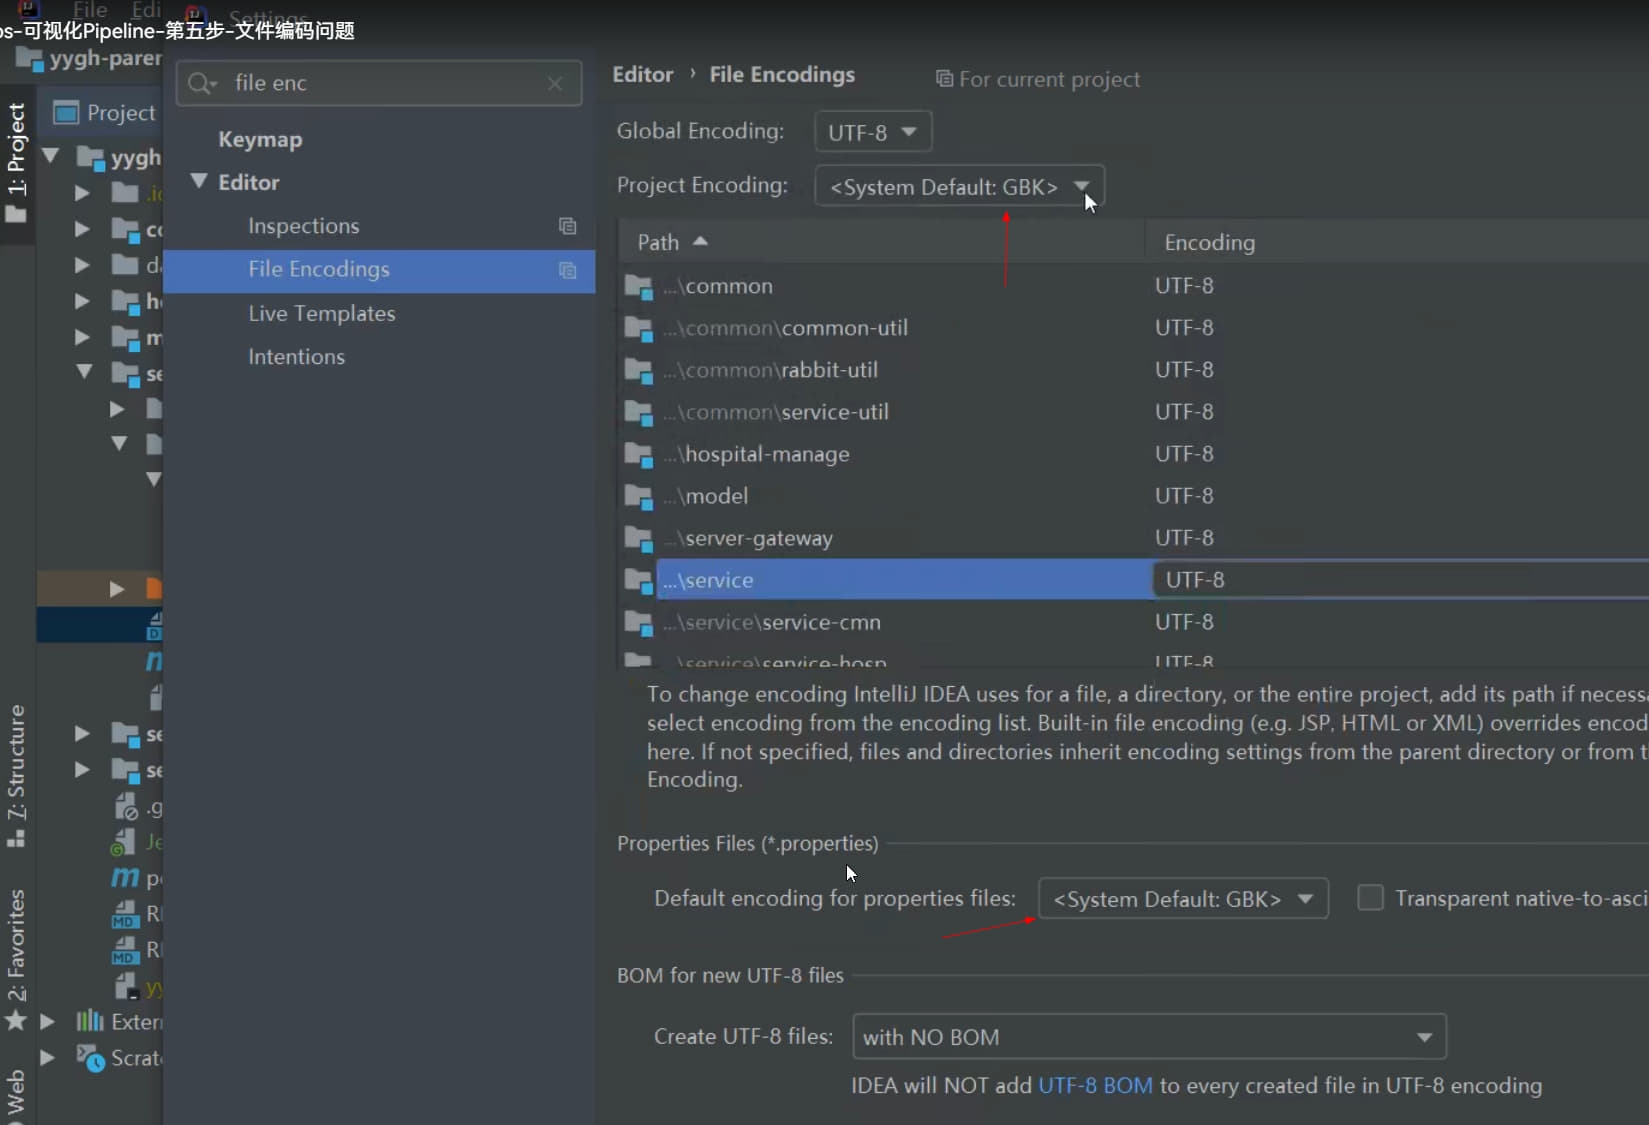 File Edi
Settings
os-可视化Pipeline-第五步-文件编码问题
yygh-paren
1: Project
Project
yygh
7: Structure
2: Favorites
Web
Extern
Scratc
file enc
Keymap
Editor
Inspections
File Encodings
Live Templates
Intentions
Editor › File Encodings For current project
Global Encoding: UTF-8
Project Encoding: <System Default: GBK>
Path Encoding
...\common UTF-8
...\common\common-util UTF-8
...\common\rabbit-util UTF-8
...\common\service-util UTF-8
...\hospital-manage UTF-8
...\model UTF-8
...\server-gateway UTF-8
...\service UTF-8
...\service\service-cmn UTF-8
...\service\service-hosp UTF-8
To change encoding IntelliJ IDEA uses for a file, a directory, or the entire project, add its path if necessa
select encoding from the encoding list. Built-in file encoding (e.g. JSP, HTML or XML) overrides encod
here. If not specified, files and directories inherit encoding settings from the parent directory or from t
Encoding.
Properties Files (*.properties)
Default encoding for properties files: <System Default: GBK> Transparent native-to-asci
BOM for new UTF-8 files
Create UTF-8 files: with NO BOM
IDEA will NOT add UTF-8 BOM to every created file in UTF-8 encoding